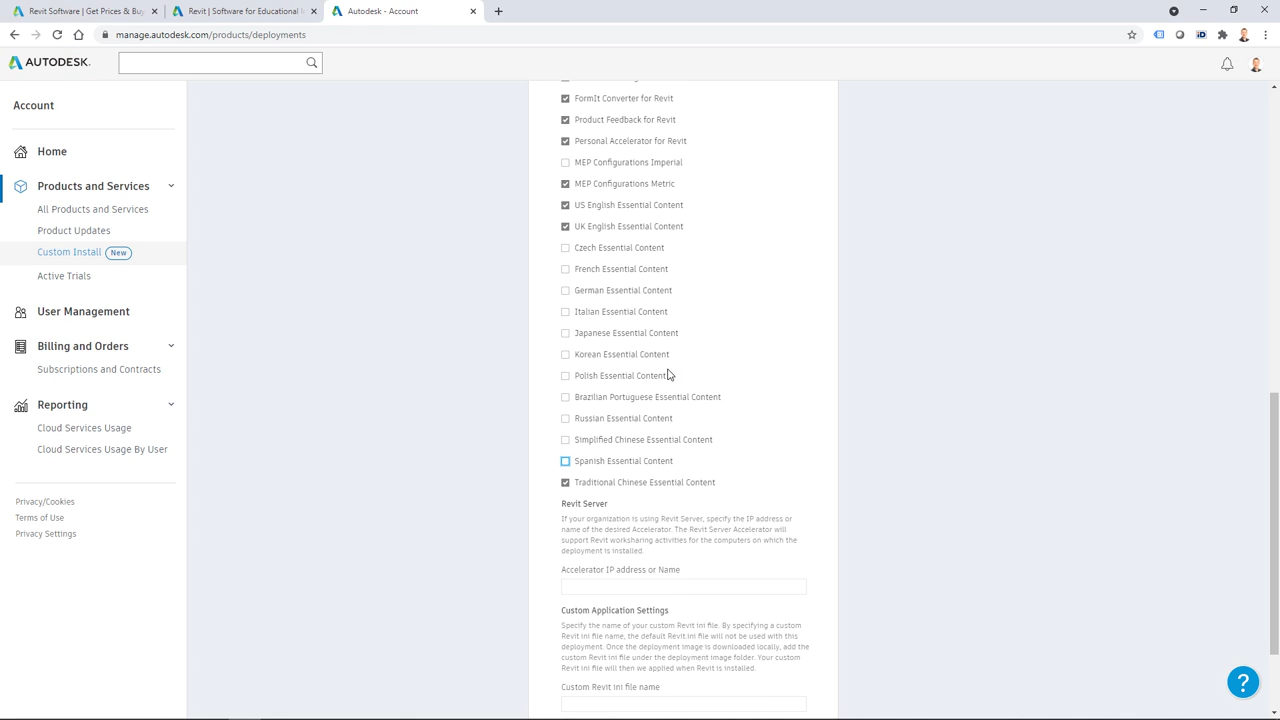 Revit Software | Get Prices & Buy
Revit | Software for Educational I
Autodesk - Account
manage.autodesk.com/products/deployments
iD
AUTODESK.
Account
Home
Products and Services
All Products and Services
Product Updates
Custom Install New
Active Trials
User Management
Billing and Orders
Subscriptions and Contracts
Reporting
Cloud Services Usage
Cloud Services Usage By User
Privacy/Cookies
Terms of Use
Privacy Settings
FormIt Converter for Revit
Product Feedback for Revit
Personal Accelerator for Revit
MEP Configurations Imperial
MEP Configurations Metric
US English Essential Content
UK English Essential Content
Czech Essential Content
French Essential Content
German Essential Content
Italian Essential Content
Japanese Essential Content
Korean Essential Content
Polish Essential Content
Brazilian Portuguese Essential Content
Russian Essential Content
Simplified Chinese Essential Content
Spanish Essential Content
Traditional Chinese Essential Content
Revit Server
If your organization is using Revit Server, specify the IP address or
name of the desired Accelerator. The Revit Server Accelerator will
support Revit worksharing activities for the computers on which the
deployment is installed.
Accelerator IP address or Name
Custom Application Settings
Specify the name of your custom Revit ini file. By specifying a custom
Revit ini file name, the default Revit.ini file will not be used with this
deployment. Once the deployment image is downloaded locally, add the
custom Revit ini file under the deployment image folder. Your custom
Revit ini file will then we applied when Revit is installed.
Custom Revit ini file name
?